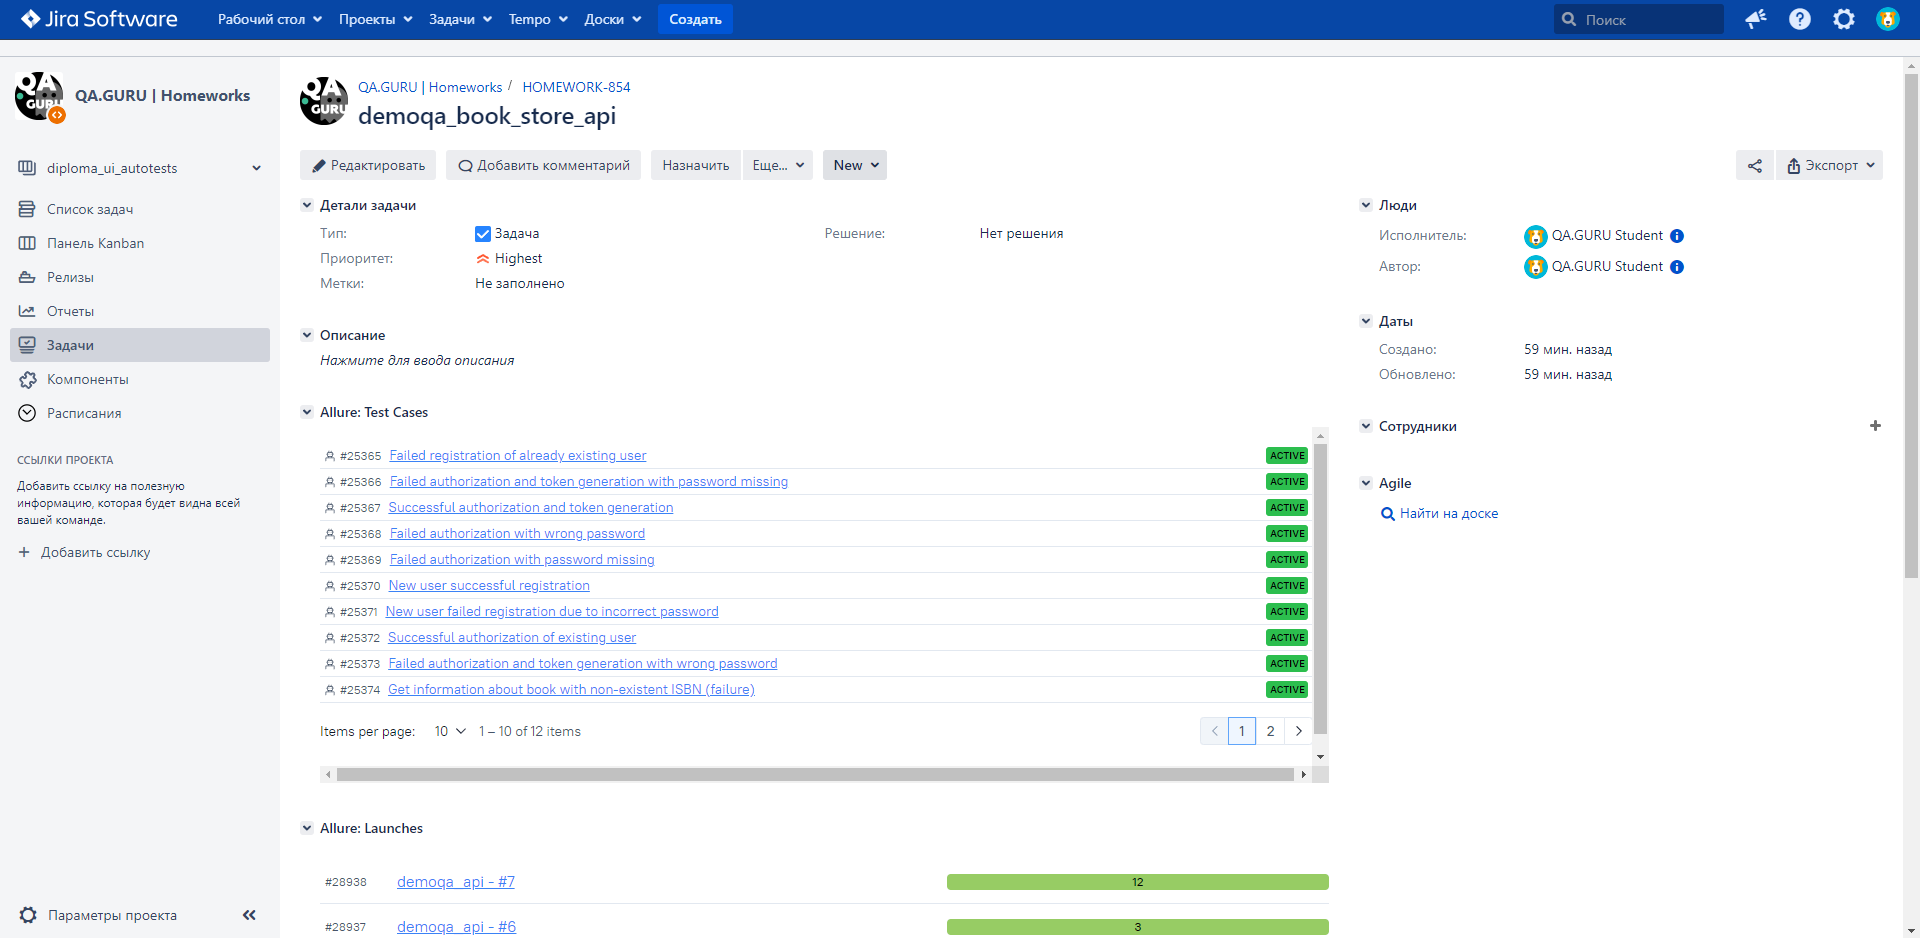 Jira Software
Рабочий стол
Проекты
Задачи
Tempo
Доски
Создать
Поиск
QA.GURU | Homeworks
diploma_ui_autotests
Список задач
Панель Kanban
Релизы
Отчеты
Задачи
Компоненты
Расписания
ССЫЛКИ ПРОЕКТА
Добавить ссылку на полезную
информацию, которая будет видна всей
вашей команде.
+ Добавить ссылку
Параметры проекта
QA GURU
QA.GURU | Homeworks / HOMEWORK-854
demoqa_book_store_api
Редактировать
Добавить комментарий
Назначить
Еще...
New
Экспорт
Детали задачи
Тип: Задача
Решение: Нет решения
Приоритет: Highest
Метки: Не заполнено
Описание
Нажмите для ввода описания
Allure: Test Cases
#25365 Failed registration of already existing user ACTIVE
#25366 Failed authorization and token generation with password missing ACTIVE
#25367 Successful authorization and token generation ACTIVE
#25368 Failed authorization with wrong password ACTIVE
#25369 Failed authorization with password missing ACTIVE
#25370 New user successful registration ACTIVE
#25371 New user failed registration due to incorrect password ACTIVE
#25372 Successful authorization of existing user ACTIVE
#25373 Failed authorization and token generation with wrong password ACTIVE
#25374 Get information about book with non-existent ISBN (failure) ACTIVE
Items per page: 10 1 – 10 of 12 items
1 2
Allure: Launches
#28938 demoqa_api - #7 12
#28937 demoqa_api - #6 3
Люди
Исполнитель: QA.GURU Student
Автор: QA.GURU Student
Даты
Создано: 59 мин. назад
Обновлено: 59 мин. назад
Сотрудники
Agile
Найти на доске